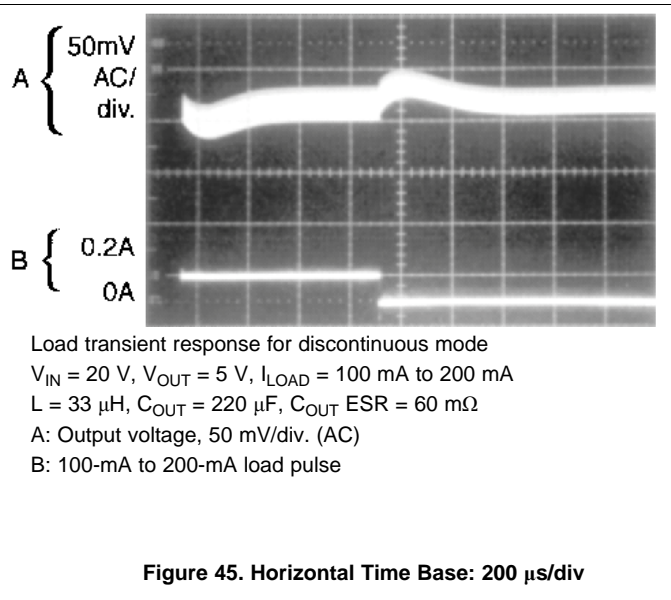 A
50mV
AC/
div.
B
0.2A
0A
Load transient response for discontinuous mode
V_IN = 20 V, V_OUT = 5 V, I_LOAD = 100 mA to 200 mA
L = 33 μH, C_OUT = 220 μF, C_OUT ESR = 60 mΩ
A: Output voltage, 50 mV/div. (AC)
B: 100-mA to 200-mA load pulse
Figure 45. Horizontal Time Base: 200 μs/div